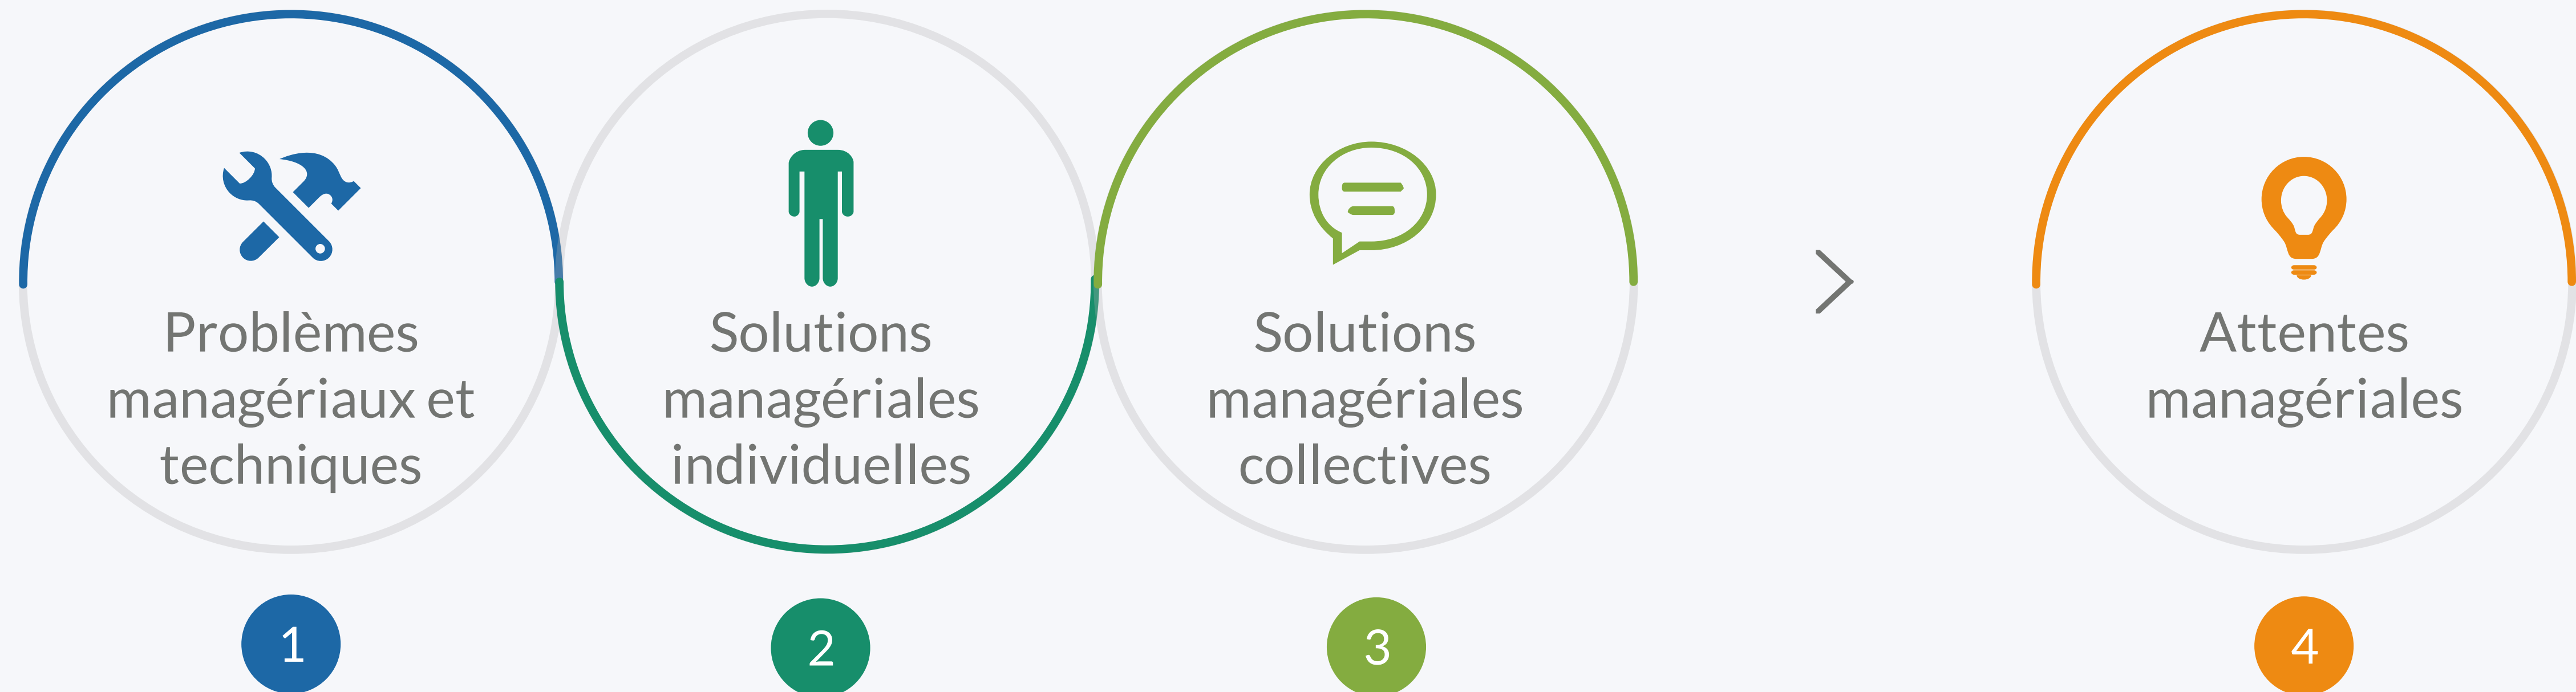 Problèmes
managériaux et
techniques
Solutions
managériales
individuelles
Solutions
managériales
collectives
Attentes
managériales
1
2
3
4